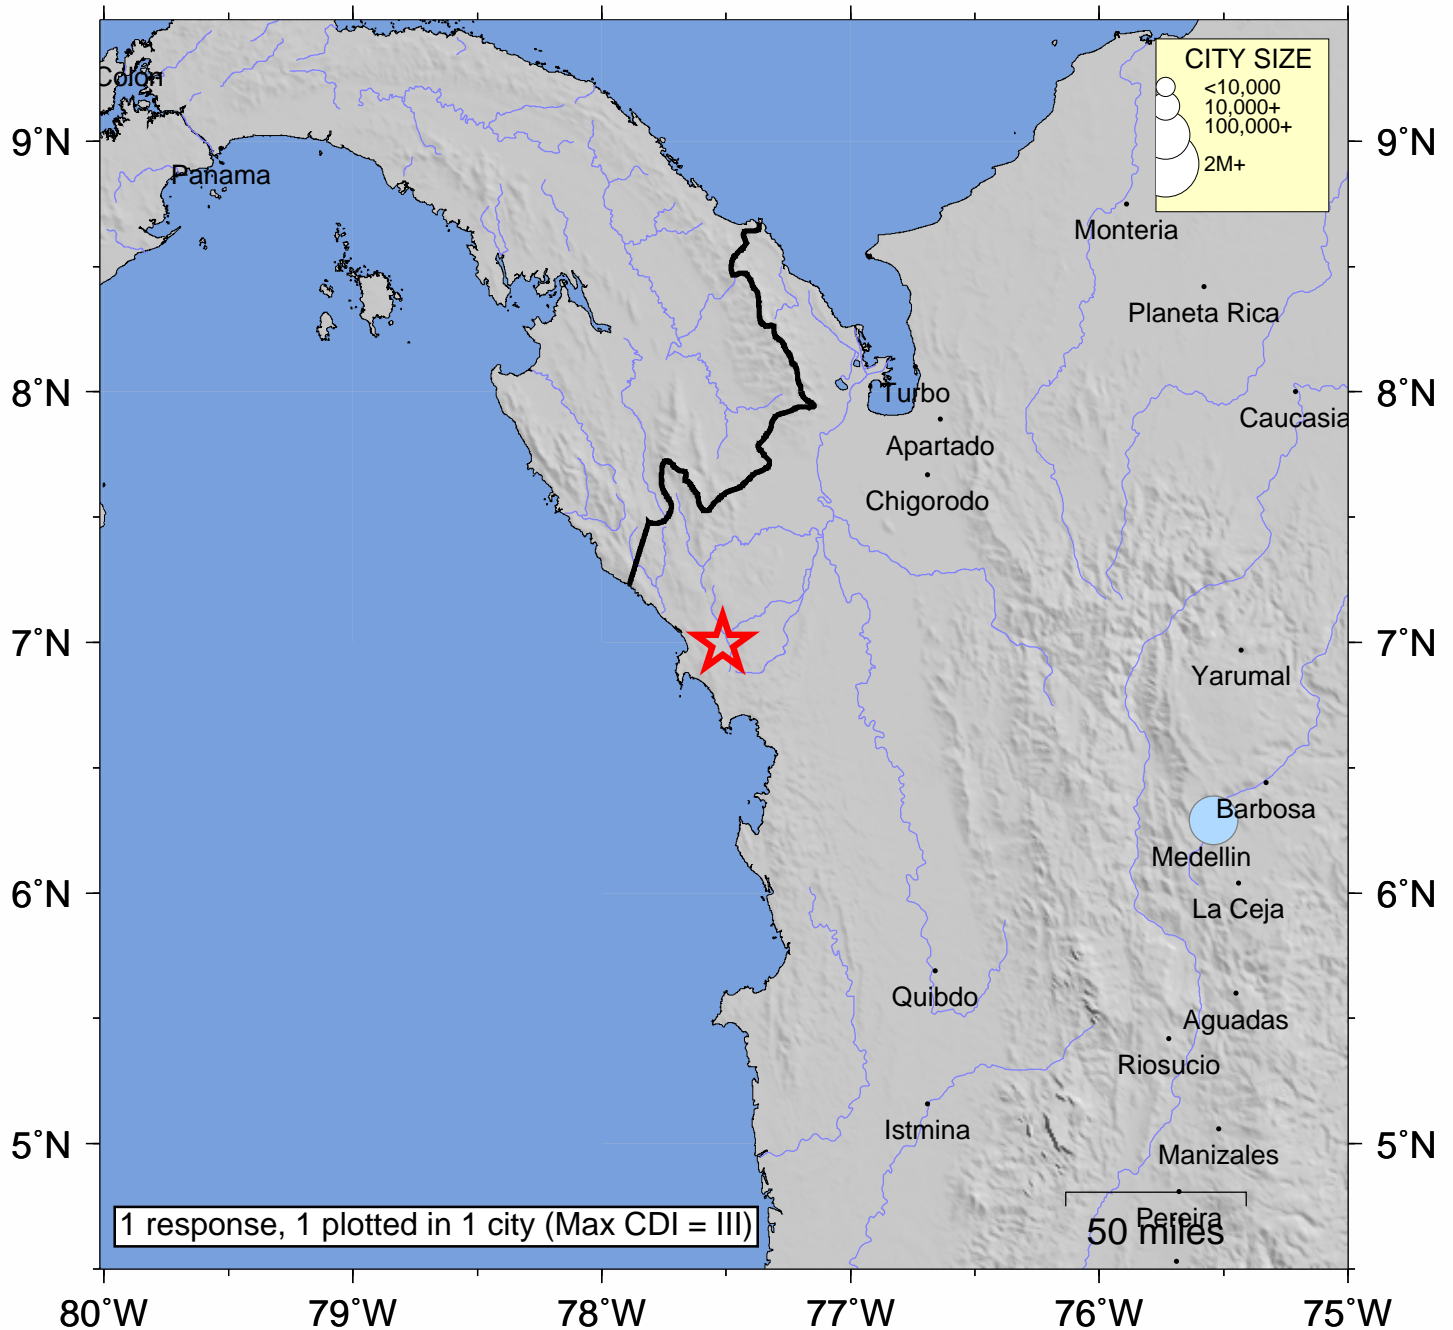 Colón
CITY SIZE
<10,000
10,000+
100,000+
2M+
9°N
9°N
Panama
Monteria
Planeta Rica
8°N
Turbo
8°N
Caucasia
Apartado
Chigorodo
7°N
7°N
Yarumal
Barbosa
Medellin
6°N
6°N
La Ceja
Quibdo
Aguadas
Riosucio
Istmina
5°N
5°N
Manizales
Pereira
50 miles
1 response, 1 plotted in 1 city (Max CDI = III)
80°W 79°W 78°W 77°W 76°W 75°W